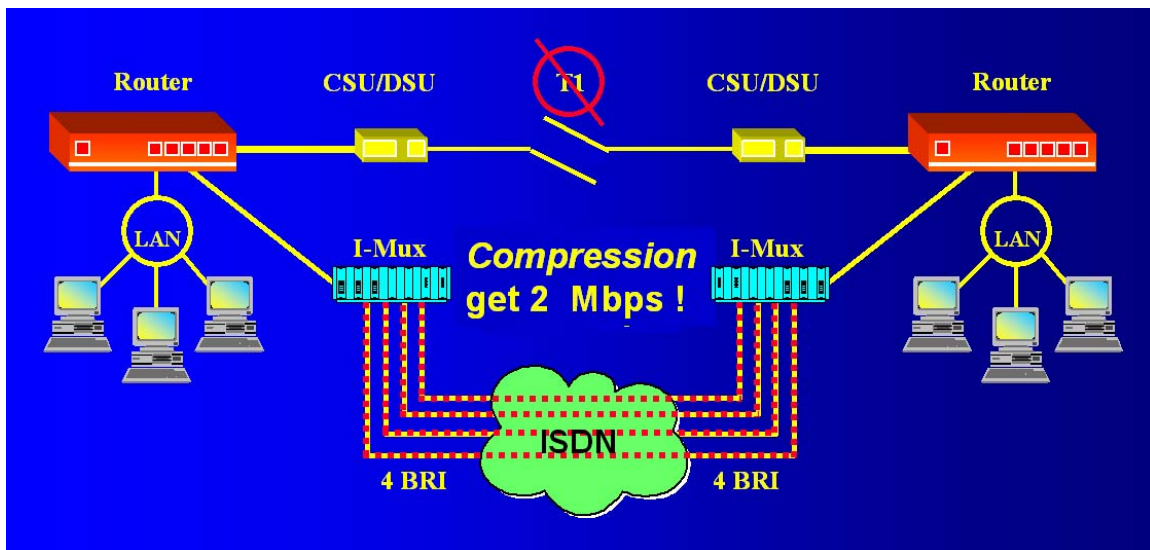 Router
CSU/DSU
T1
CSU/DSU
Router
LAN
I-Mux
Compression
get 2 Mbps !
I-Mux
LAN
ISDN
4 BRI
4 BRI